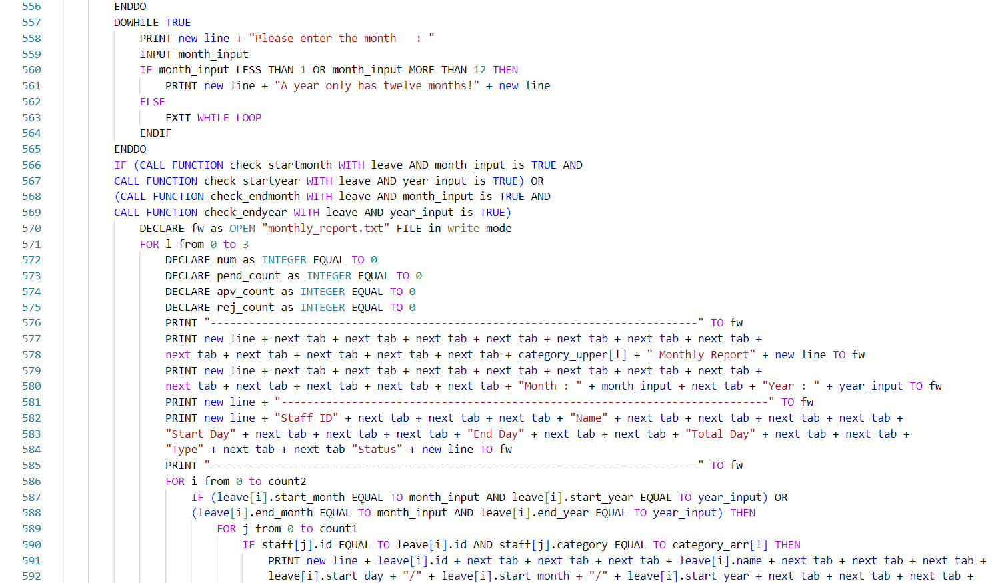 556 ENDDO
557 DOWHILE TRUE
558 PRINT new line + "Please enter the month   : "
559 INPUT month_input
560 IF month_input LESS THAN 1 OR month_input MORE THAN 12 THEN
561 PRINT new line + "A year only has twelve months!" + new line
562 ELSE
563 EXIT WHILE LOOP
564 ENDIF
565 ENDDO
566 IF (CALL FUNCTION check_startmonth WITH leave AND month_input is TRUE AND
567 CALL FUNCTION check_startyear WITH leave AND year_input is TRUE) OR
568 (CALL FUNCTION check_endmonth WITH leave AND month_input is TRUE AND
569 CALL FUNCTION check_endyear WITH leave AND year_input is TRUE)
570 DECLARE fw as OPEN "monthly_report.txt" FILE in write mode
571 FOR l from 0 to 3
572 DECLARE num as INTEGER EQUAL TO 0
573 DECLARE pend_count as INTEGER EQUAL TO 0
574 DECLARE apv_count as INTEGER EQUAL TO 0
575 DECLARE rej_count as INTEGER EQUAL TO 0
576 PRINT "----------------------------------------------------------------------------" TO fw
577 PRINT new line + next tab + next tab + next tab + next tab + next tab + next tab + next tab +
578 next tab + next tab + next tab + next tab + next tab + category_upper[l] + " Monthly Report" + new line TO fw
579 PRINT new line + next tab + next tab + next tab + next tab + next tab + next tab + next tab +
580 next tab + next tab + next tab + next tab + next tab + "Month : " + month_input + next tab + "Year : " + year_input TO fw
581 PRINT new line + "----------------------------------------------------------------------------" TO fw
582 PRINT new line + "Staff ID" + next tab + next tab + next tab + "Name" + next tab + next tab + next tab + next tab +
583 "Start Day" + next tab + next tab + next tab + "End Day" + next tab + next tab + "Total Day" + next tab + next tab +
584 "Type" + next tab + next tab "Status" + new line TO fw
585 PRINT "----------------------------------------------------------------------------" TO fw
586 FOR i from 0 to count2
587 IF (leave[i].start_month EQUAL TO month_input AND leave[i].start_year EQUAL TO year_input) OR
588 (leave[i].end_month EQUAL TO month_input AND leave[i].end_year EQUAL TO year_input) THEN
589 FOR j from 0 to count1
590 IF staff[j].id EQUAL TO leave[i].id AND staff[j].category EQUAL TO category_arr[l] THEN
591 PRINT new line + leave[i].id + next tab + next tab + next tab + leave[i].name + next tab + next tab + next tab +
592 leave[i].start_day + "/" + leave[i].start_month + "/" + leave[i].start_year + next tab + next tab + next tab +